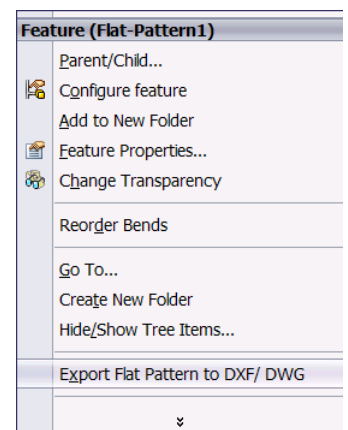 Feature (Flat-Pattern1)
Parent/Child...
Configure feature
Add to New Folder
Feature Properties...
Change Transparency
Reorder Bends
Go To...
Create New Folder
Hide/Show Tree Items...
Export Flat Pattern to DXF/ DWG